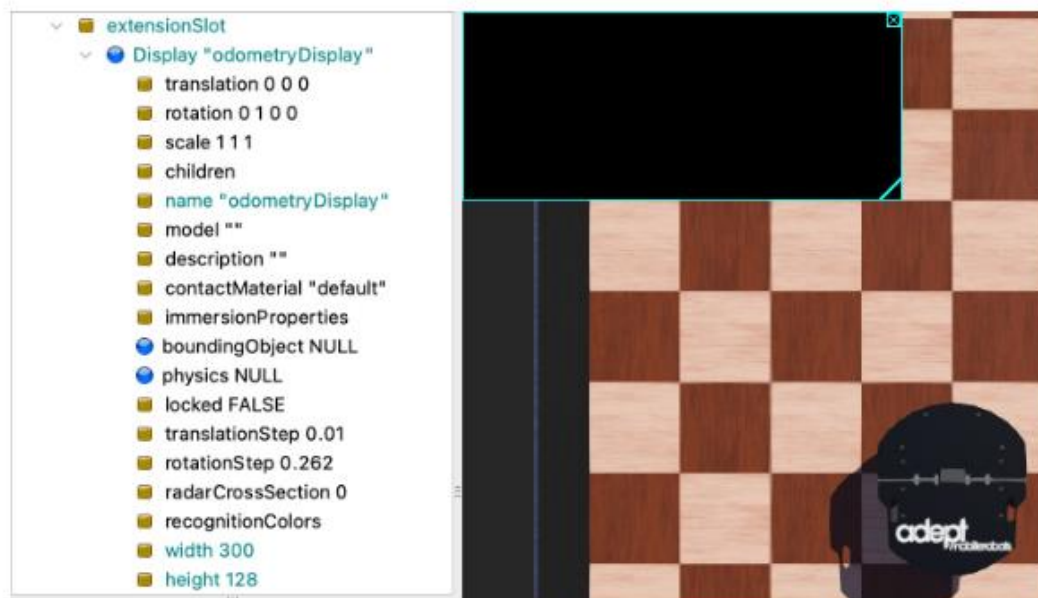 extensionSlot
Display "odometryDisplay"
translation 0 0 0
rotation 0 1 0 0
scale 1 1 1
children
name "odometryDisplay"
model ""
description ""
contactMaterial "default"
immersionProperties
boundingObject NULL
physics NULL
locked FALSE
translationStep 0.01
rotationStep 0.262
radarCrossSection 0
recognitionColors
width 300
height 128
adept
mobilerobots